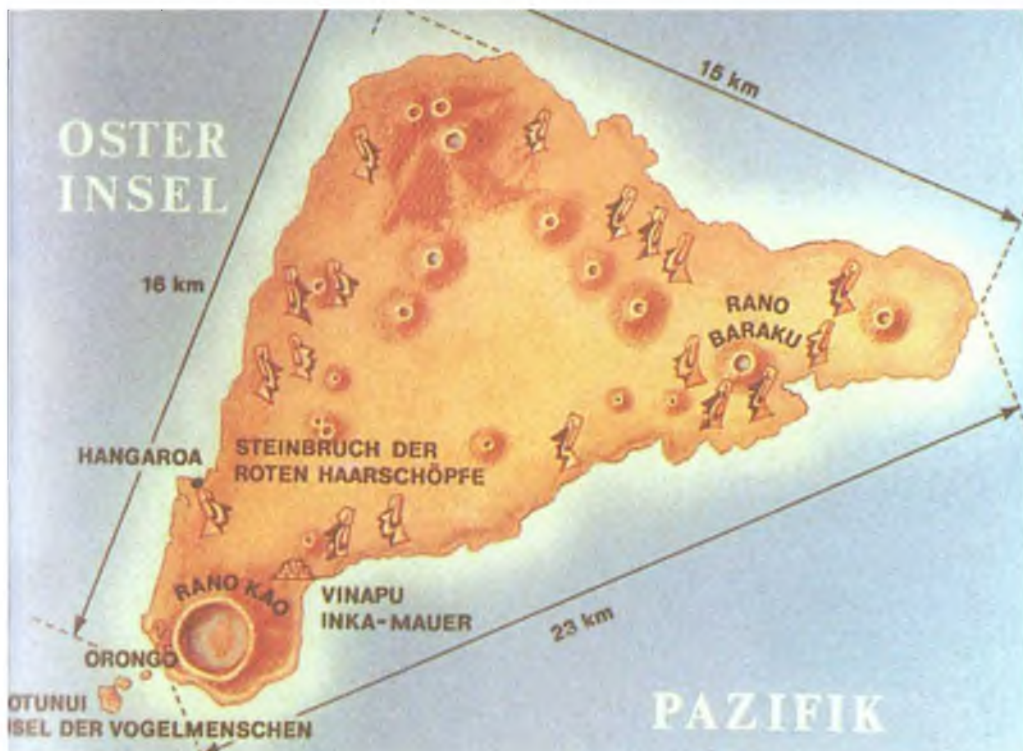 15 km
OSTER
INSEL
16 km
RANO
BARAKU
HANGAROA
STEINBRUCH DER
ROTEN HAARSCHÖPFE
RANO KAO
VINAPU
INKA-MAUER
23 km
ORONGO
OTUNUI
PAZIFIK
SEL DER VOGELMENSCHEN